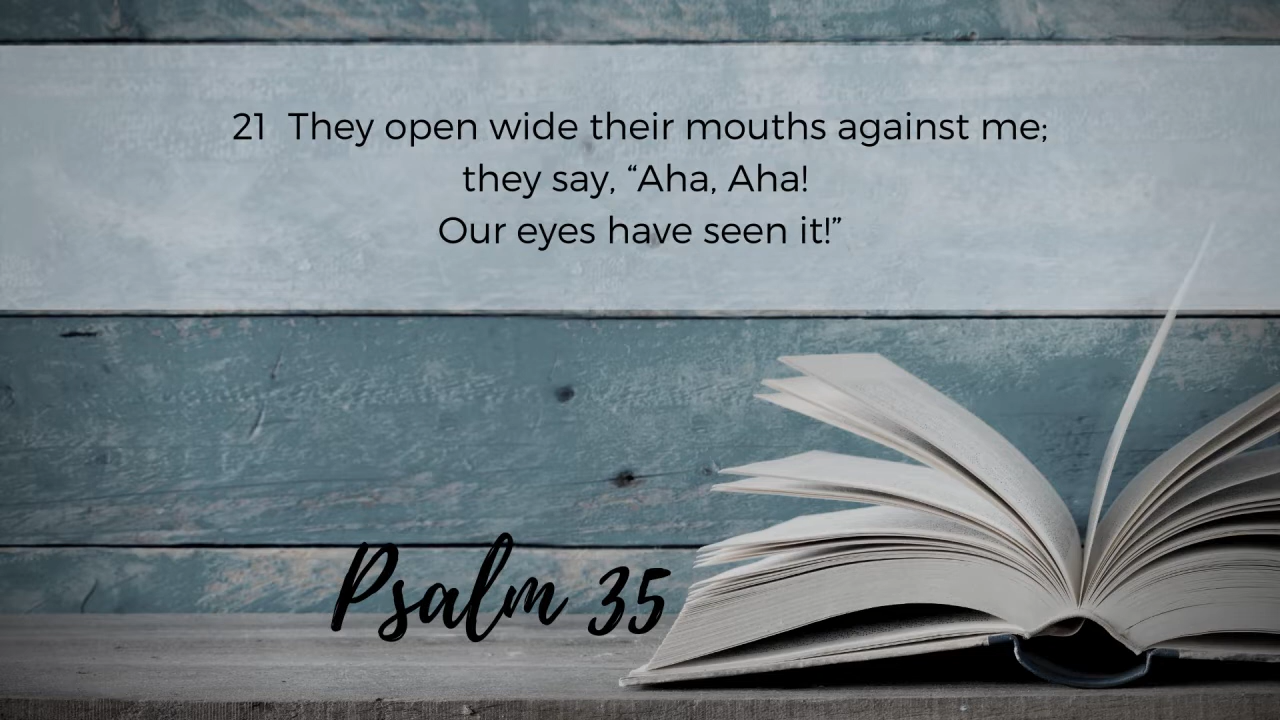 21  They open wide their mouths against me;
they say, “Aha, Aha!
Our eyes have seen it!”
Psalm 35